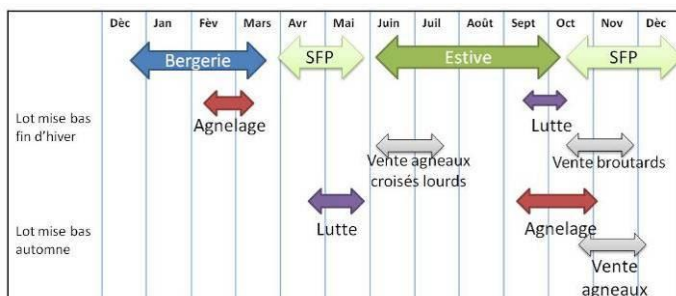 Dèc Jan Fèv Mars Avr Mai Juin Juil Août Sept Oct Nov Dèc
Bergerie SFP Estive SFP
Lot mise bas
fin d'hiver
Agnelage
Lutte
Vente agneaux
croisés lourds
Vente broutards
Lot mise bas
automne
Lutte
Agnelage
Vente
agneaux